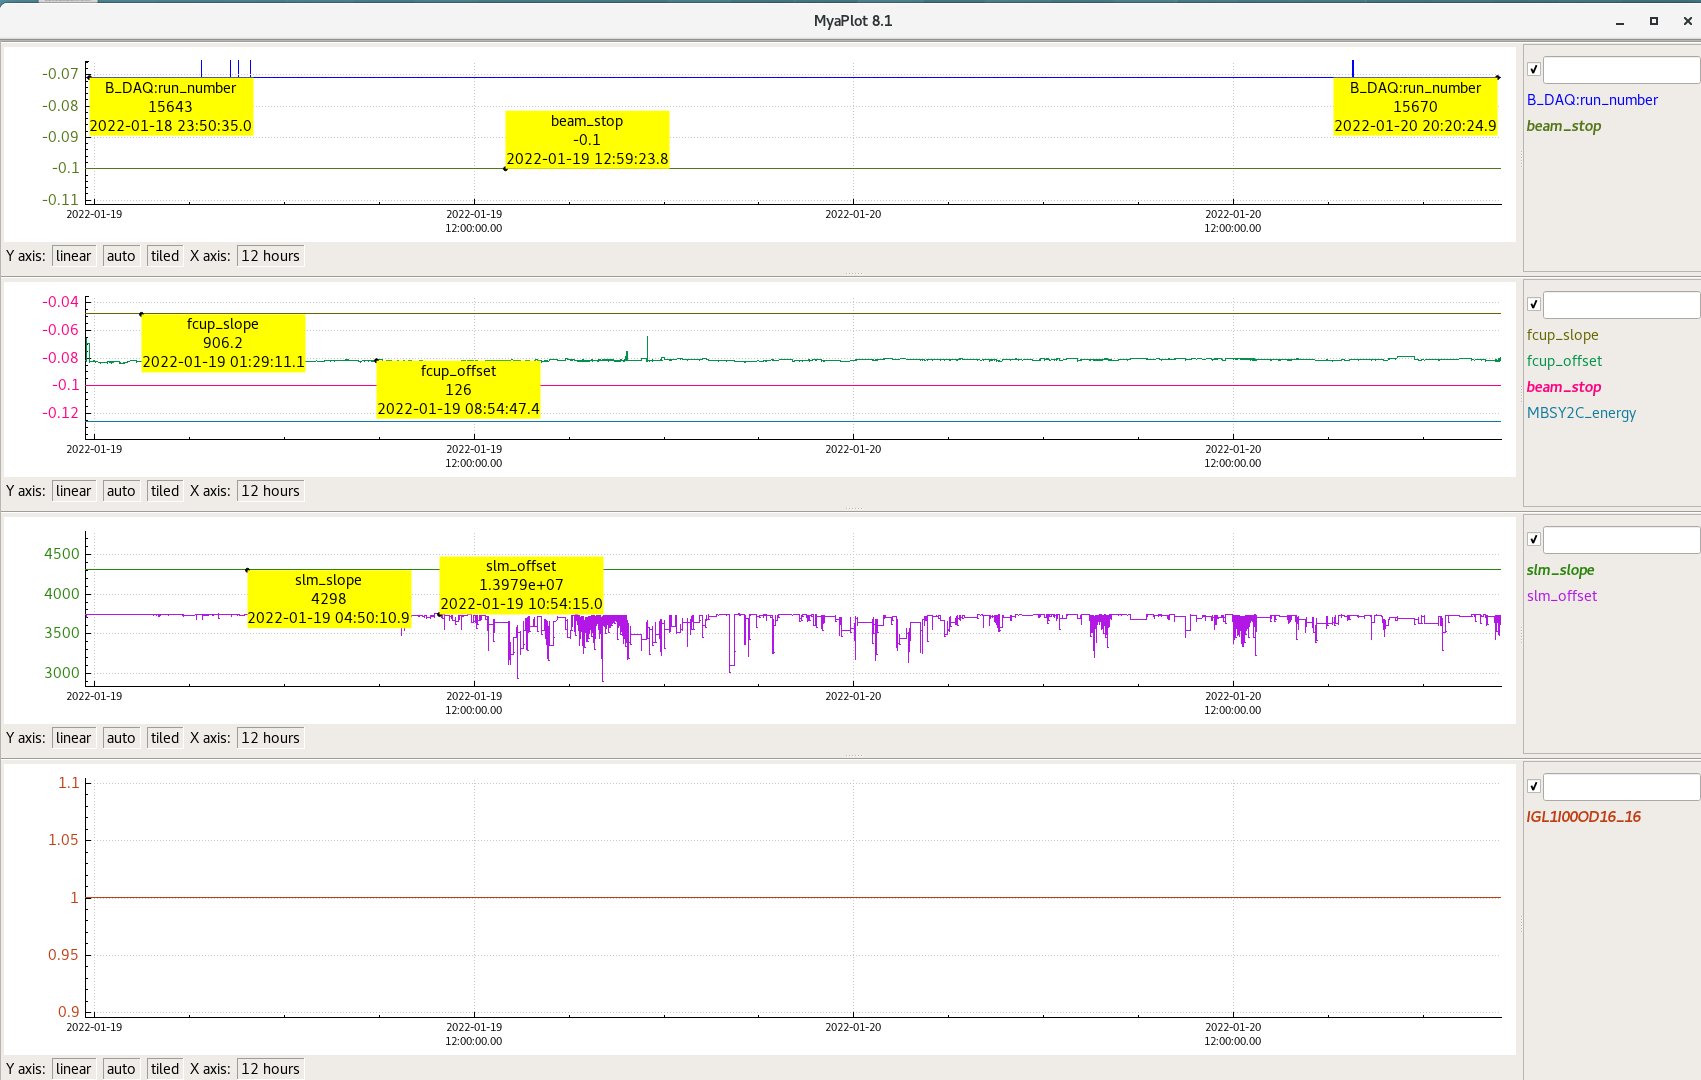 MyaPlot 8.1
-0.07
-0.08
-0.09
-0.1
-0.11
B_DAQ:run_number
15643
2022-01-18 23:50:35.0
beam_stop
-0.1
2022-01-19 12:59:23.8
B_DAQ:run_number
15670
2022-01-20 20:20:24.9
2022-01-19
2022-01-19
12:00:00.00
2022-01-20
2022-01-20
12:00:00.00
B_DAQ:run_number
beam_stop
Y axis: linear auto tiled X axis: 12 hours
-0.04
-0.06
-0.08
-0.1
-0.12
fcup_slope
906.2
2022-01-19 01:29:11.1
fcup_offset
126
2022-01-19 08:54:47.4
2022-01-19
2022-01-19
12:00:00.00
2022-01-20
2022-01-20
12:00:00.00
fcup_slope
fcup_offset
beam_stop
MBSY2C_energy
Y axis: linear auto tiled X axis: 12 hours
4500
4000
3500
3000
slm_slope
4298
2022-01-19 04:50:10.9
slm_offset
1.3979e+07
2022-01-19 10:54:15.0
2022-01-19
2022-01-19
12:00:00.00
2022-01-20
2022-01-20
12:00:00.00
slm_slope
slm_offset
Y axis: linear auto tiled X axis: 12 hours
1.1
1.05
1
0.95
0.9
2022-01-19
2022-01-19
12:00:00.00
2022-01-20
2022-01-20
12:00:00.00
IGL1I00OD16_16
Y axis: linear auto tiled X axis: 12 hours